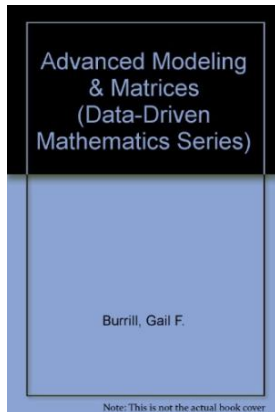 Advanced Modeling
& Matrices
(Data-Driven
Mathematics Series)
Burrill, Gail F.
Note: This is not the actual book cover